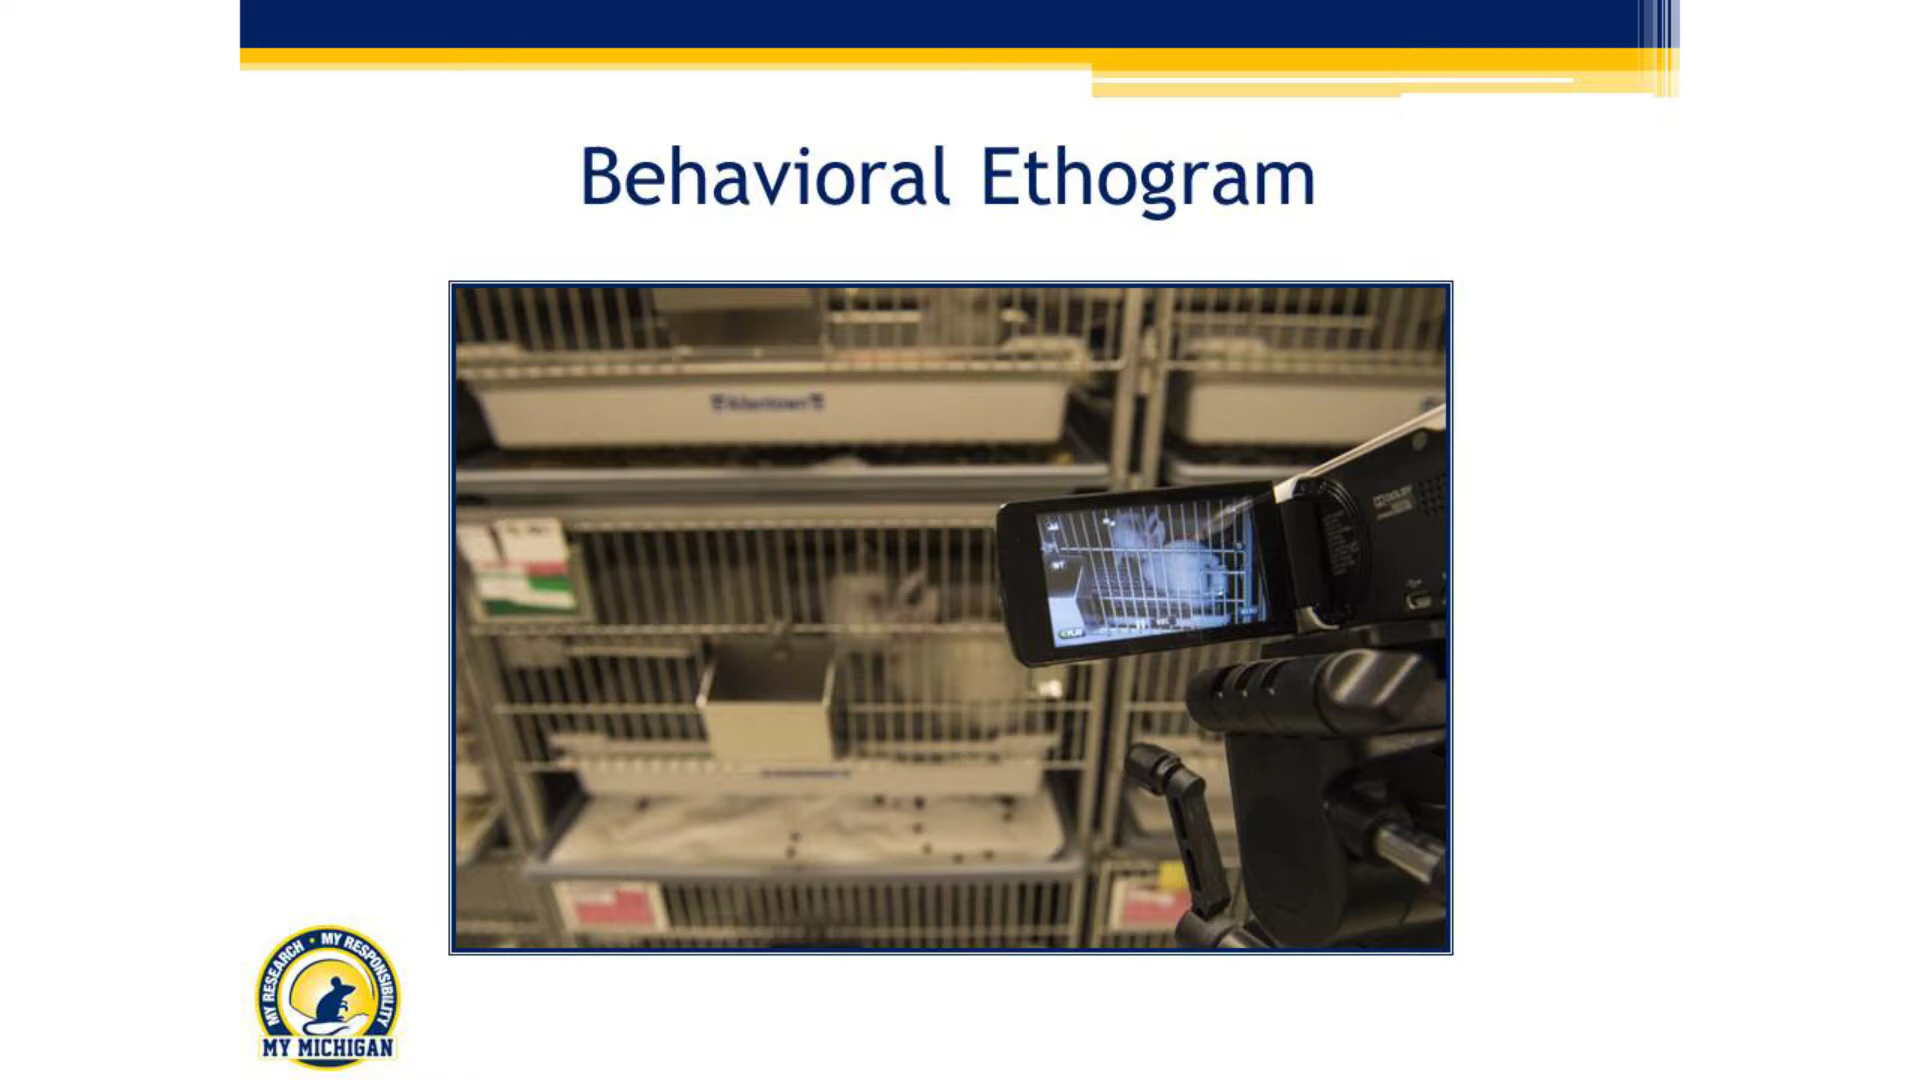 Behavioral Ethogram
MY RESEARCH • MY RESPONSIBILITY
MY MICHIGAN